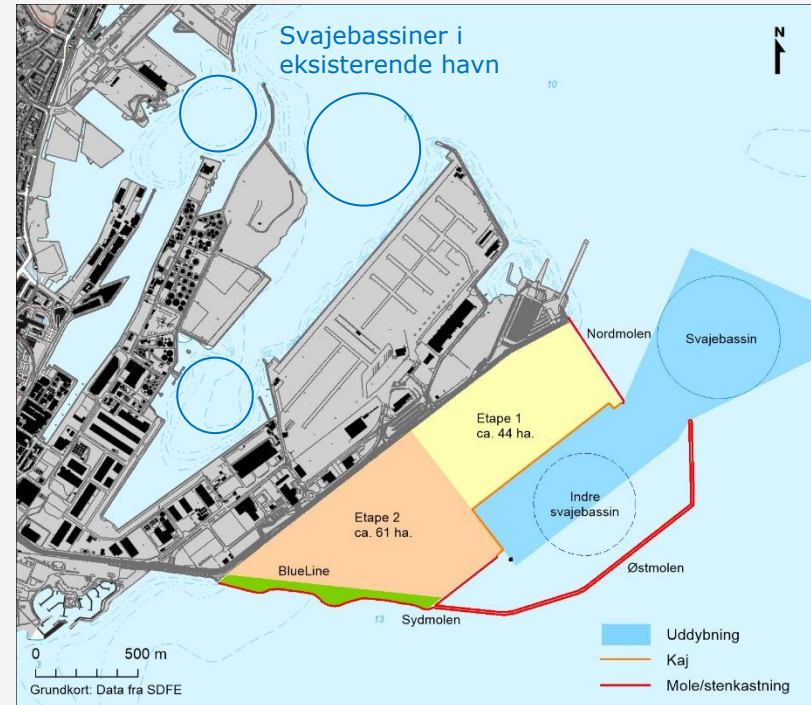 Svajebassiner i
eksisterende havn
N
10
Nordmolen
Svajebassin
Etape 1
ca. 44 ha.
Indre
svajebassin
Etape 2
ca. 61 ha.
BlueLine
Østmolen
Sydmolen
13
Uddybning
Kaj
Mole/stenkastning
3
0
500 m
Grundkort: Data fra SDFE